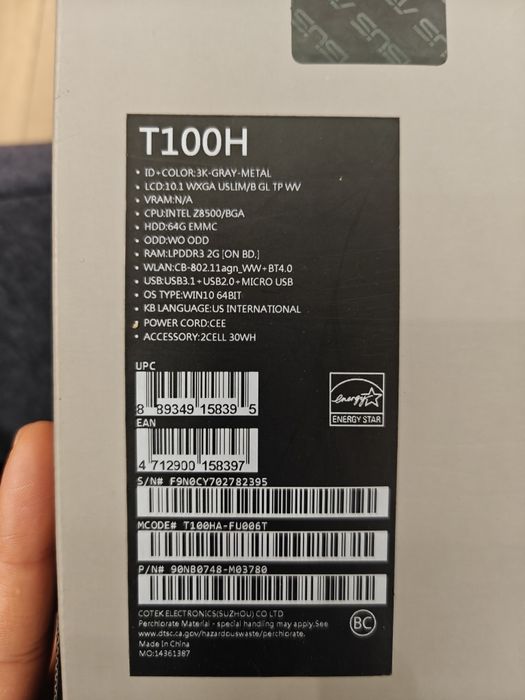 ASUS
T100H
• ID+COLOR:3K-GRAY-METAL
• LCD:10.1 WXGA USLIM/B GL TP WV
• VRAM:N/A
• CPU:INTEL Z8500/BGA
• HDD:64G EMMC
• ODD:WO ODD
• RAM:LPDDR3 2G [ON BD.]
• WLAN:CB-802.11agn_WW+BT4.0
• USB:USB3.1+USB2.0+MICRO USB
• OS TYPE:WIN10 64BIT
• KB LANGUAGE:US INTERNATIONAL
• POWER CORD:CEE
• ACCESSORY:2CELL 30WH
UPC
8 89349 15839 5
energy
ENERGY STAR
EAN
4 712900 158397
S/N# F9N0CY702782395
MCODE# T100HA-FU006T
P/N# 90NB0748-M03780
COTEK ELECTRONICS(SUZHOU) CO LTD
Perchlorate Material - special handling may apply.See
www.dtsc.ca.gov/hazardouswaste/perchlorate.
Made In China
MO:14361387
BC